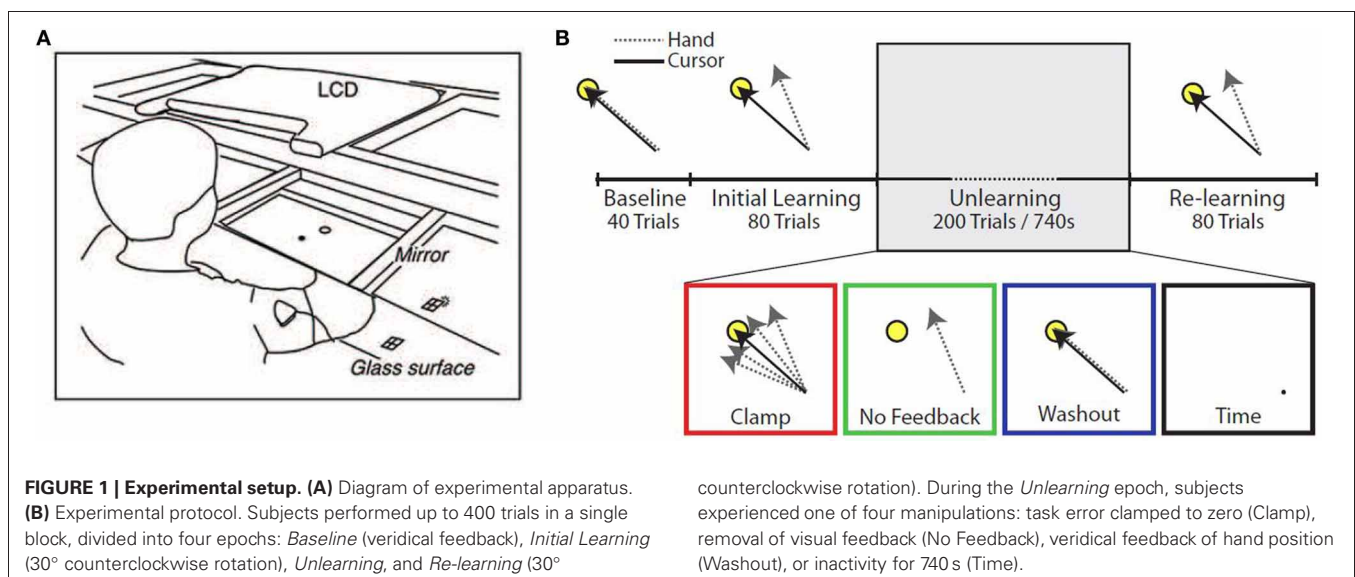 A
LCD
Mirror
Glass surface
B
Hand
Cursor
Baseline
40 Trials
Initial Learning
80 Trials
Unlearning
200 Trials / 740s
Re-learning
80 Trials
Clamp
No Feedback
Washout
Time
FIGURE 1 | Experimental setup. (A) Diagram of experimental apparatus.
(B) Experimental protocol. Subjects performed up to 400 trials in a single
block, divided into four epochs: Baseline (veridical feedback), Initial Learning
(30° counterclockwise rotation), Unlearning, and Re-learning (30°
counterclockwise rotation). During the Unlearning epoch, subjects
experienced one of four manipulations: task error clamped to zero (Clamp),
removal of visual feedback (No Feedback), veridical feedback of hand position
(Washout), or inactivity for 740 s (Time).